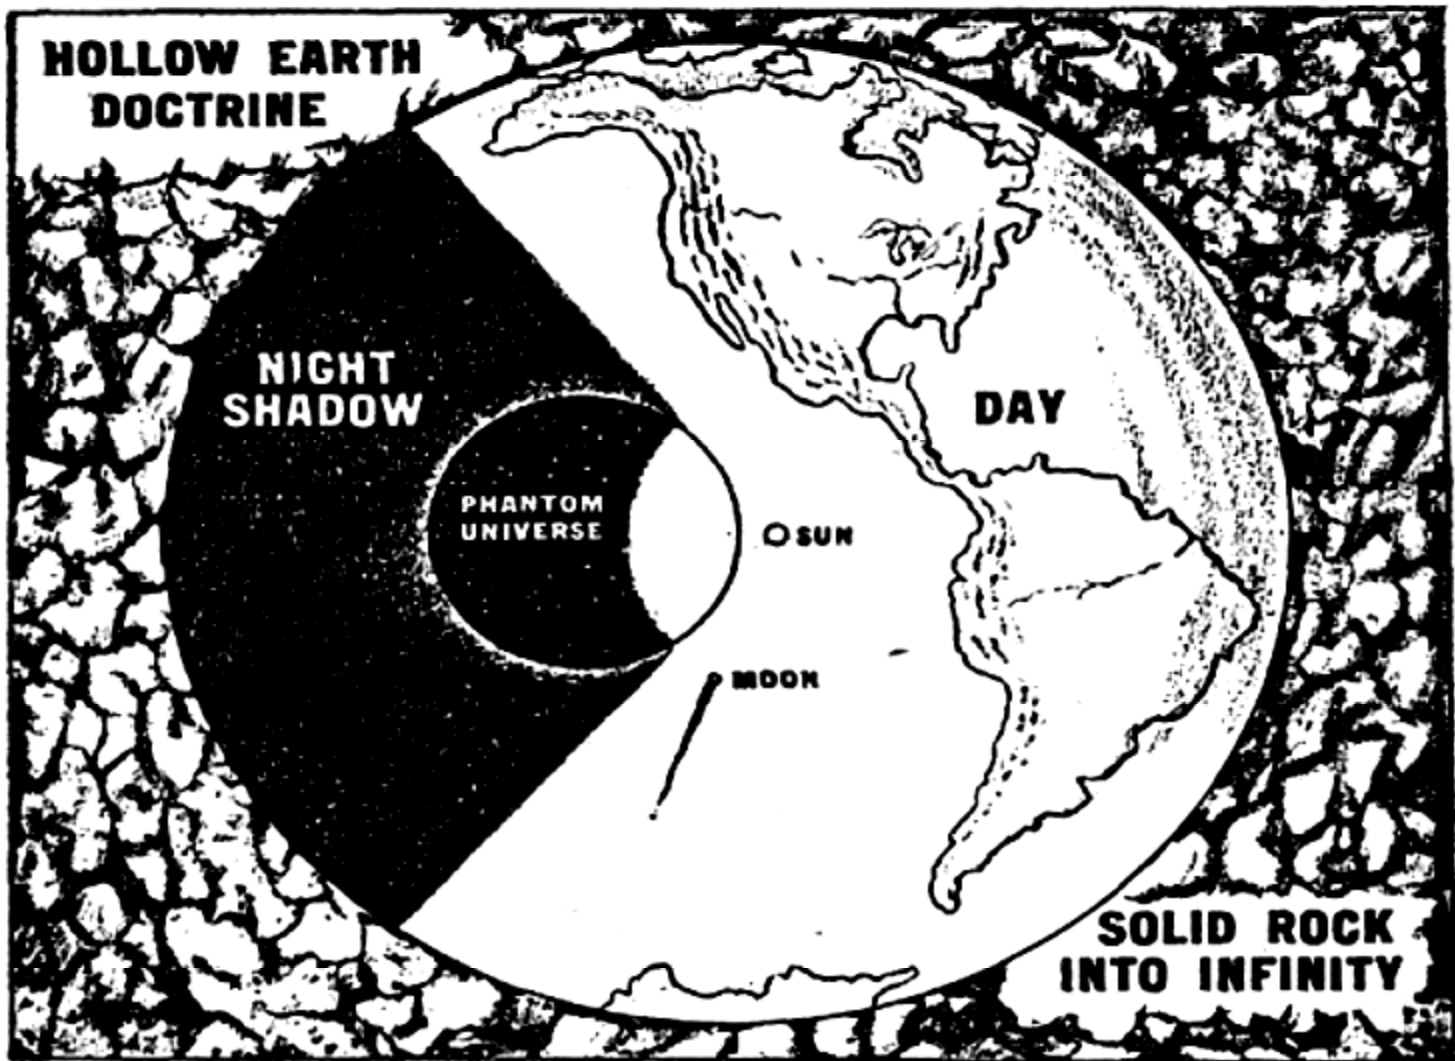 HOLLOW EARTH
DOCTRINE
NIGHT
SHADOW
DAY
PHANTOM
UNIVERSE
SUN
MOON
SOLID ROCK
INTO INFINITY